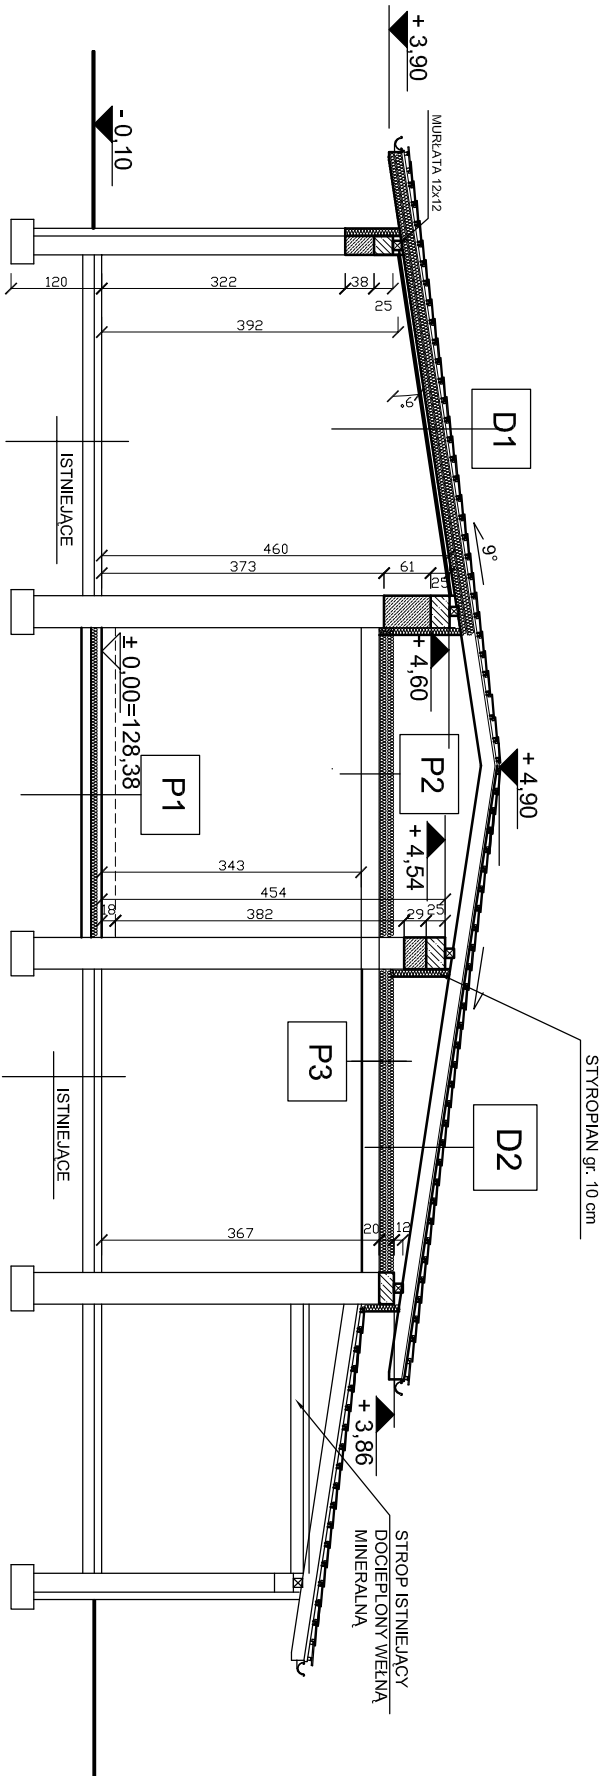 + 3,90
MURŁATA 12x12
- 0,10
120
322
38
25
392
9°
D1
ISTNIEJĄCE
9°
460
373
61
25
+ 4,60
± 0,00=128,38
P1
P2
+ 4,90
+ 4,54
343
454
18
382
29
25
STYROPIAN gr. 10 cm
P3
D2
ISTNIEJĄCE
367
20
12
+ 3,86
STROP ISTNIEJĄCY
DOCIEPLONY WEŁNĄ
MINERALNĄ